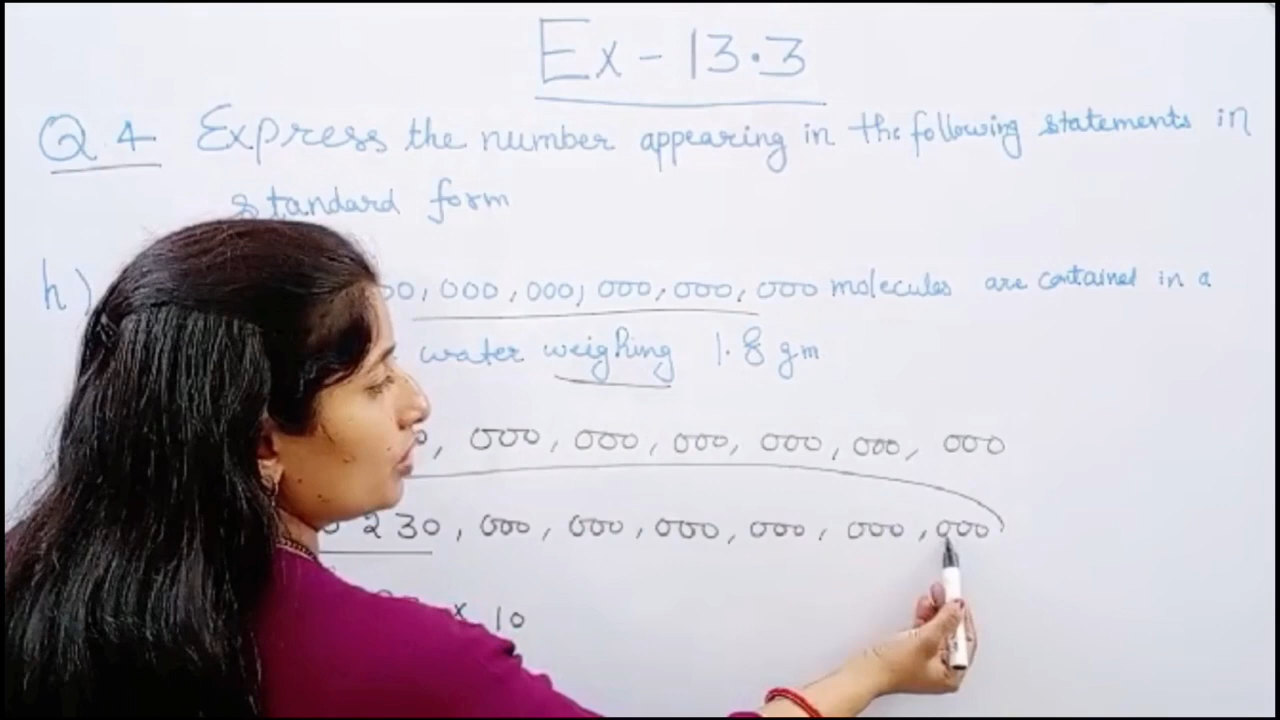 Ex - 13.3
Q 4 Express the number appearing in the following statements in
standard form
h) 00, 000, 000, 000, 000, 000 molecules are contained in a
water weighing 1.8 gm
0, 000, 000, 000, 000, 000, 000
230, 000, 000, 000, 000, 000, 000
x 10